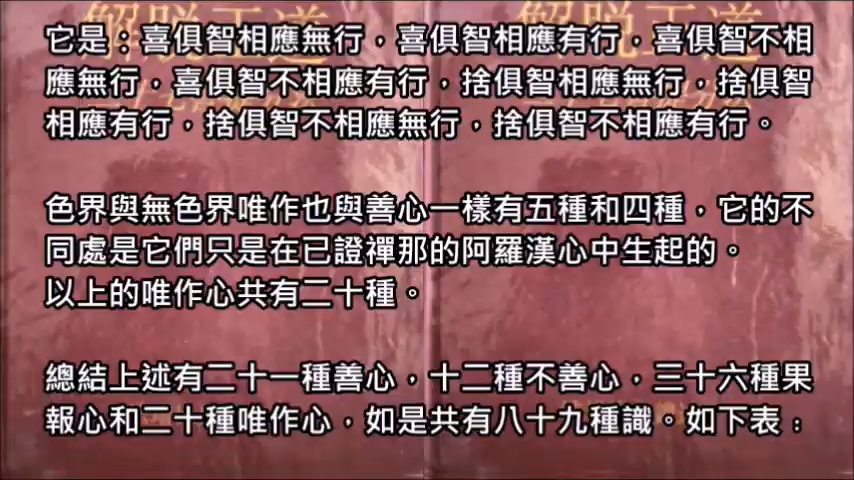 它是：喜俱智相應無行，喜俱智相應有行，喜俱智不相
應無行，喜俱智不相應有行，捨俱智相應無行，捨俱智
相應有行，捨俱智不相應無行，捨俱智不相應有行。
色界與無色界唯作也與善心一樣有五種和四種，它的不
同處是它們只是在已證禪那的阿羅漢心中生起的。
以上的唯作心共有二十種。
總結上述有二十一種善心，十二種不善心，三十六種果
報心和二十種唯作心，如是共有八十九種識。如下表：